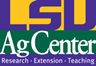 LSU
AgCenter
Research · Extension · Teaching